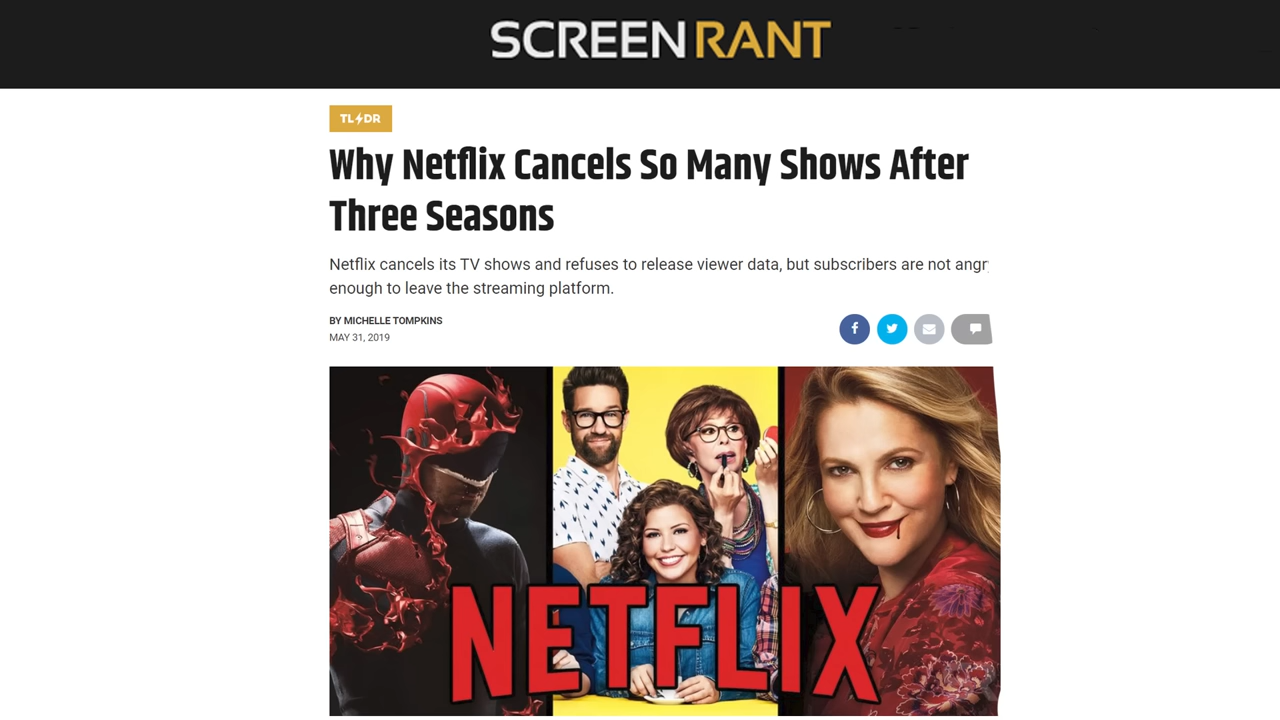 SCREENRANT
TL DR
Why Netflix Cancels So Many Shows After
Three Seasons
Netflix cancels its TV shows and refuses to release viewer data, but subscribers are not angr
enough to leave the streaming platform.
BY MICHELLE TOMPKINS
MAY 31, 2019
NETFLIX